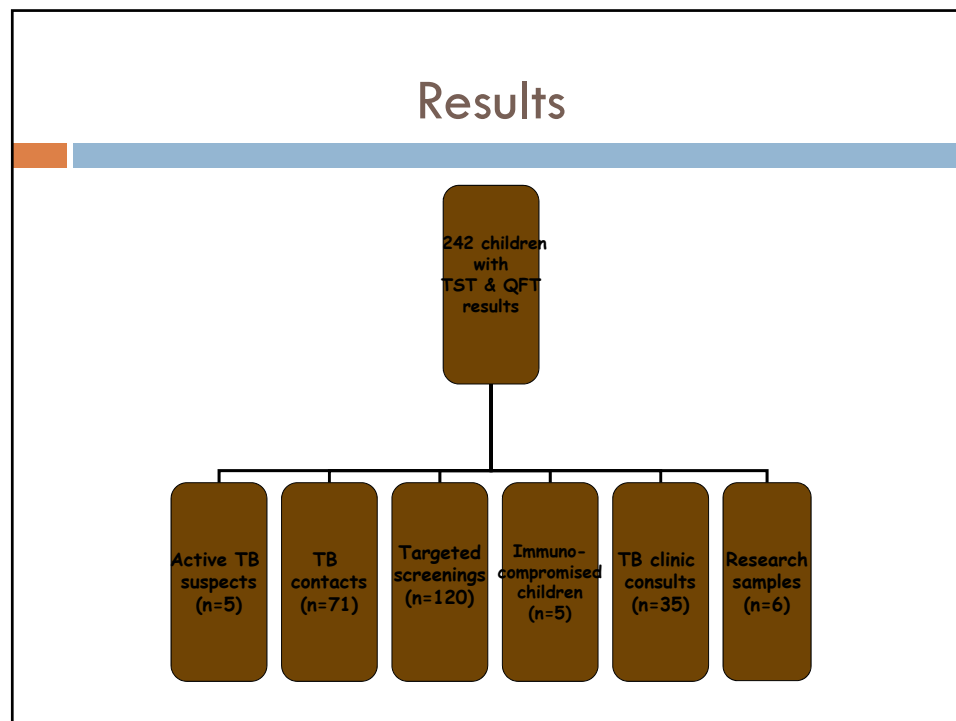 Results
242 children
with
TST & QFT
results
Active TB
suspects
(n=5)
TB
contacts
(n=71)
Targeted
screenings
(n=120)
Immuno-
compromised
children
(n=5)
TB clinic
consults
(n=35)
Research
samples
(n=6)